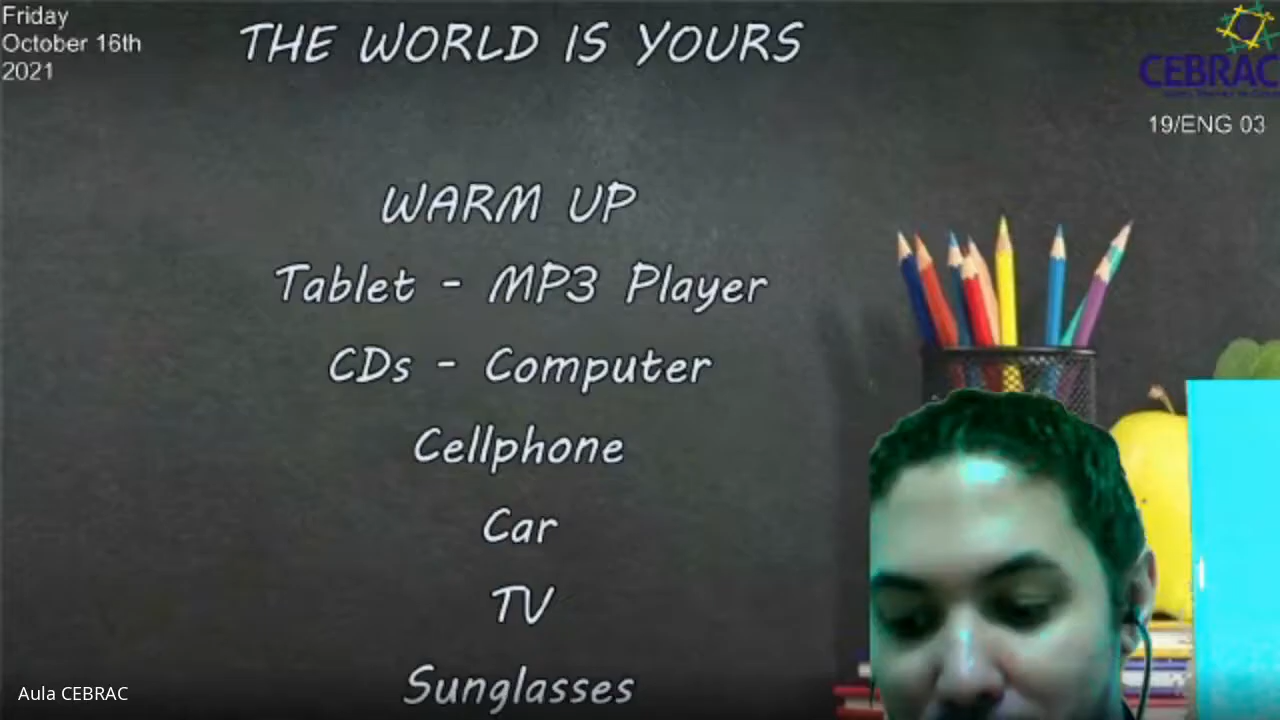 Friday
October 16th
2021
THE WORLD IS YOURS
CEBRAC
19/ENG 03
WARM UP
Tablet - MP3 Player
CDs - Computer
Cellphone
Car
TV
Sunglasses
Aula CEBRAC